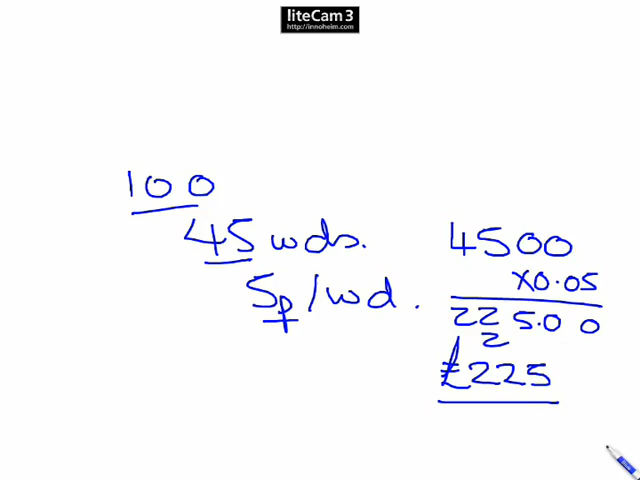 liteCam 3
http://innoheim.com
100
45 wds.
5p/wd.
4500
X0.05
225.00
2
£225